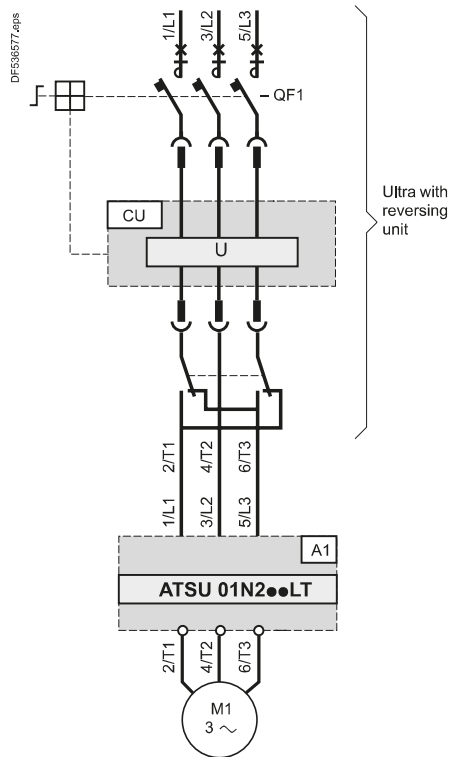 DF536577.eps
1/L1
3/L2
5/L3
QF1
CU
U
Ultra with
reversing
unit
2/T1
4/T2
6/T3
1/L1
3/L2
5/L3
A1
ATSU 01N2●●LT
2/T1
4/T2
6/T3
M1
3 ~